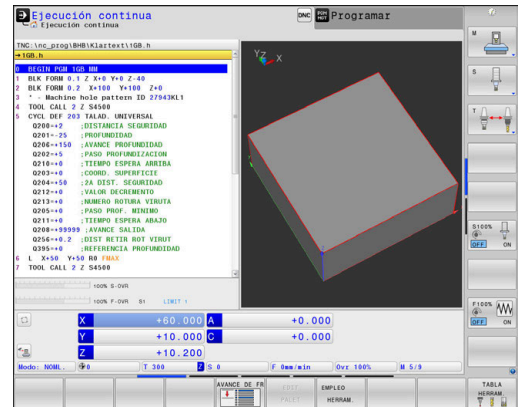 Ejecución continua
Ejecución continua
DNC
Programar
TNC:\nc_prog\BHB\Klartext\1GB.h
→1GB.h
0 BEGIN PGM 1GB MM
1 BLK FORM 0.1 Z X+0 Y+0 Z-40
2 BLK FORM 0.2 X+100 Y+100 Z+0
3 * - Machine hole pattern ID 27943KL1
4 TOOL CALL 2 Z S4500
5 CYCL DEF 203 TALAD. UNIVERSAL
Q200=+2 ;DISTANCIA SEGURIDAD
Q201=-25 ;PROFUNDIDAD
Q206=+150 ;AVANCE PROFUNDIDAD
Q202=+5 ;PASO PROFUNDIZACION
Q210=+0 ;TIEMPO ESPERA ARRIBA
Q203=+0 ;COORD. SUPERFICIE
Q204=+50 ;2A DIST. SEGURIDAD
Q212=+0 ;VALOR DECREMENTO
Q213=+0 ;NUMERO ROTURA VIRUTA
Q205=+0 ;PASO PROF. MINIMO
Q211=+0 ;TIEMPO ESPERA ABAJO
Q208=+99999 ;AVANCE SALIDA
Q256=+0.2 ;DIST RETIR ROT VIRUT
Q395=+0 ;REFERENCIA PROFUNDIDAD
6 L X+50 Y+50 R0 FMAX
7 TOOL CALL 2 Z S4500
Z
Y
X
M
S
T
S100%
OFF ON
F100%
OFF ON
100% S-OVR
100% F-OVR S1 LIMIT 1
X +60.000 A +0.000
Y +10.000 C +0.000
Z +10.200
Modo: NOML. 0 T 300 Z S 0 F 0mm/min Ovr 100% M 5/9
AVANCE DE FR
EDIT. PALET
EMPLEO HERRAM.
TABLA HERRAM.